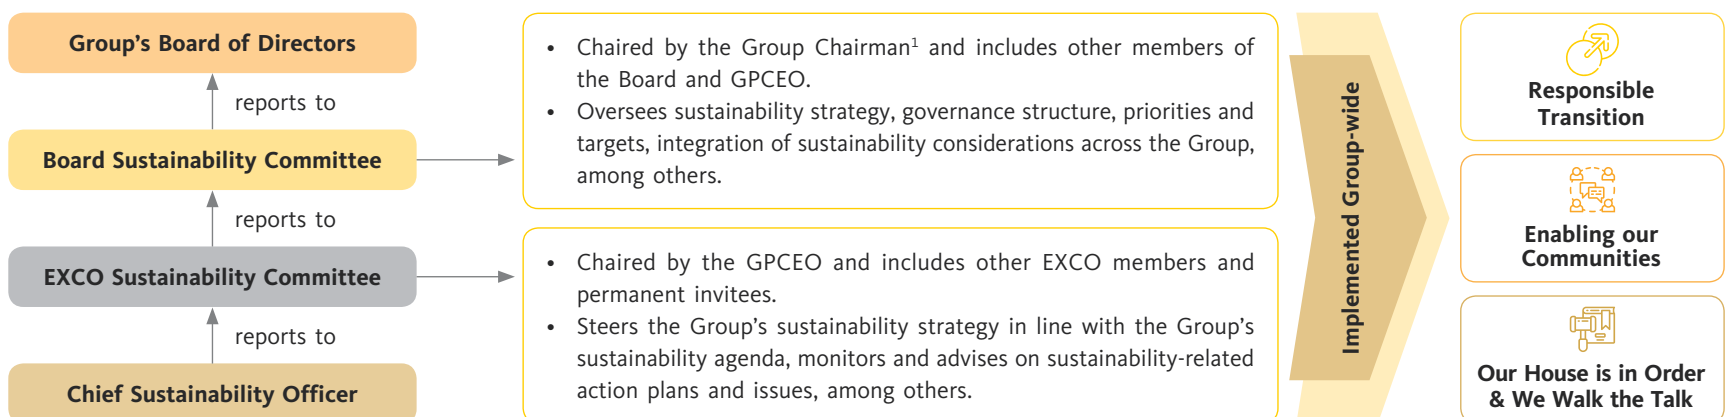 Group's Board of Directors
reports to
Board Sustainability Committee
reports to
EXCO Sustainability Committee
reports to
Chief Sustainability Officer
• Chaired by the Group Chairman¹ and includes other members of
the Board and GPCEO.
• Oversees sustainability strategy, governance structure, priorities and
targets, integration of sustainability considerations across the Group,
among others.
• Chaired by the GPCEO and includes other EXCO members and
permanent invitees.
• Steers the Group's sustainability strategy in line with the Group's
sustainability agenda, monitors and advises on sustainability-related
action plans and issues, among others.
Implemented Group-wide
Responsible
Transition
Enabling our
Communities
Our House is in Order
& We Walk the Talk